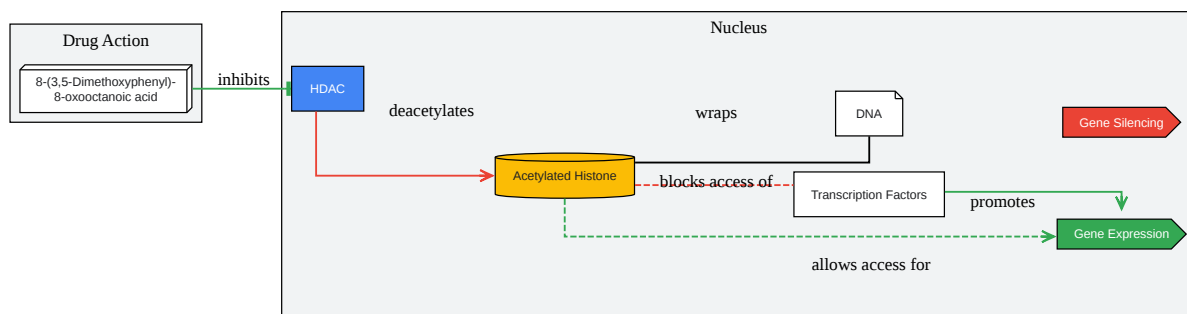 Nucleus
Drug Action
8-(3,5-Dimethoxyphenyl)-
8-oxooctanoic acid
inhibits
HDAC
deacetylates
wraps
DNA
Gene Silencing
Acetylated Histone
blocks access of
Transcription Factors
promotes
Gene Expression
allows access for